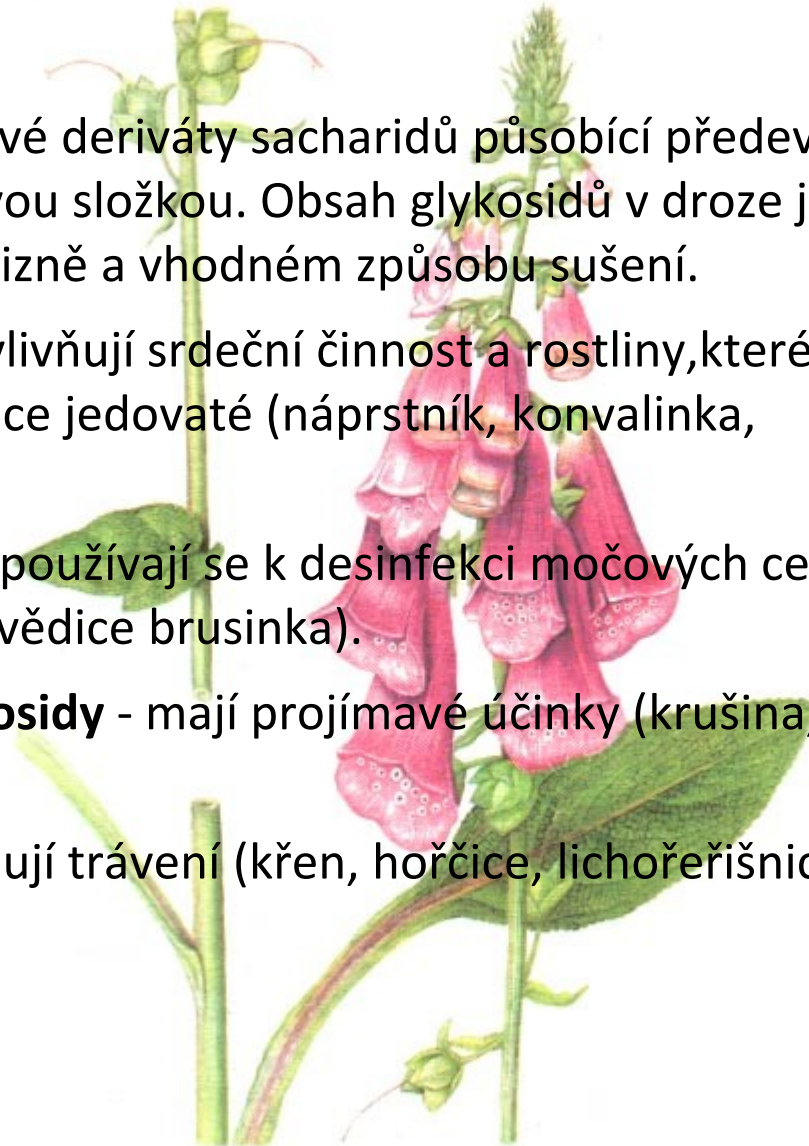 vé deriváty sacharidů působící předev
vou složkou. Obsah glykosidů v droze j
izně a vhodném způsobu sušení.
vlivňují srdeční činnost a rostliny,které
ce jedovaté (náprstník, konvalinka,
používají se k desinfekci močových ce
vědice brusinka).
osidy - mají projímavé účinky (krušina,
ují trávení (křen, hořčice, lichořeřišnic